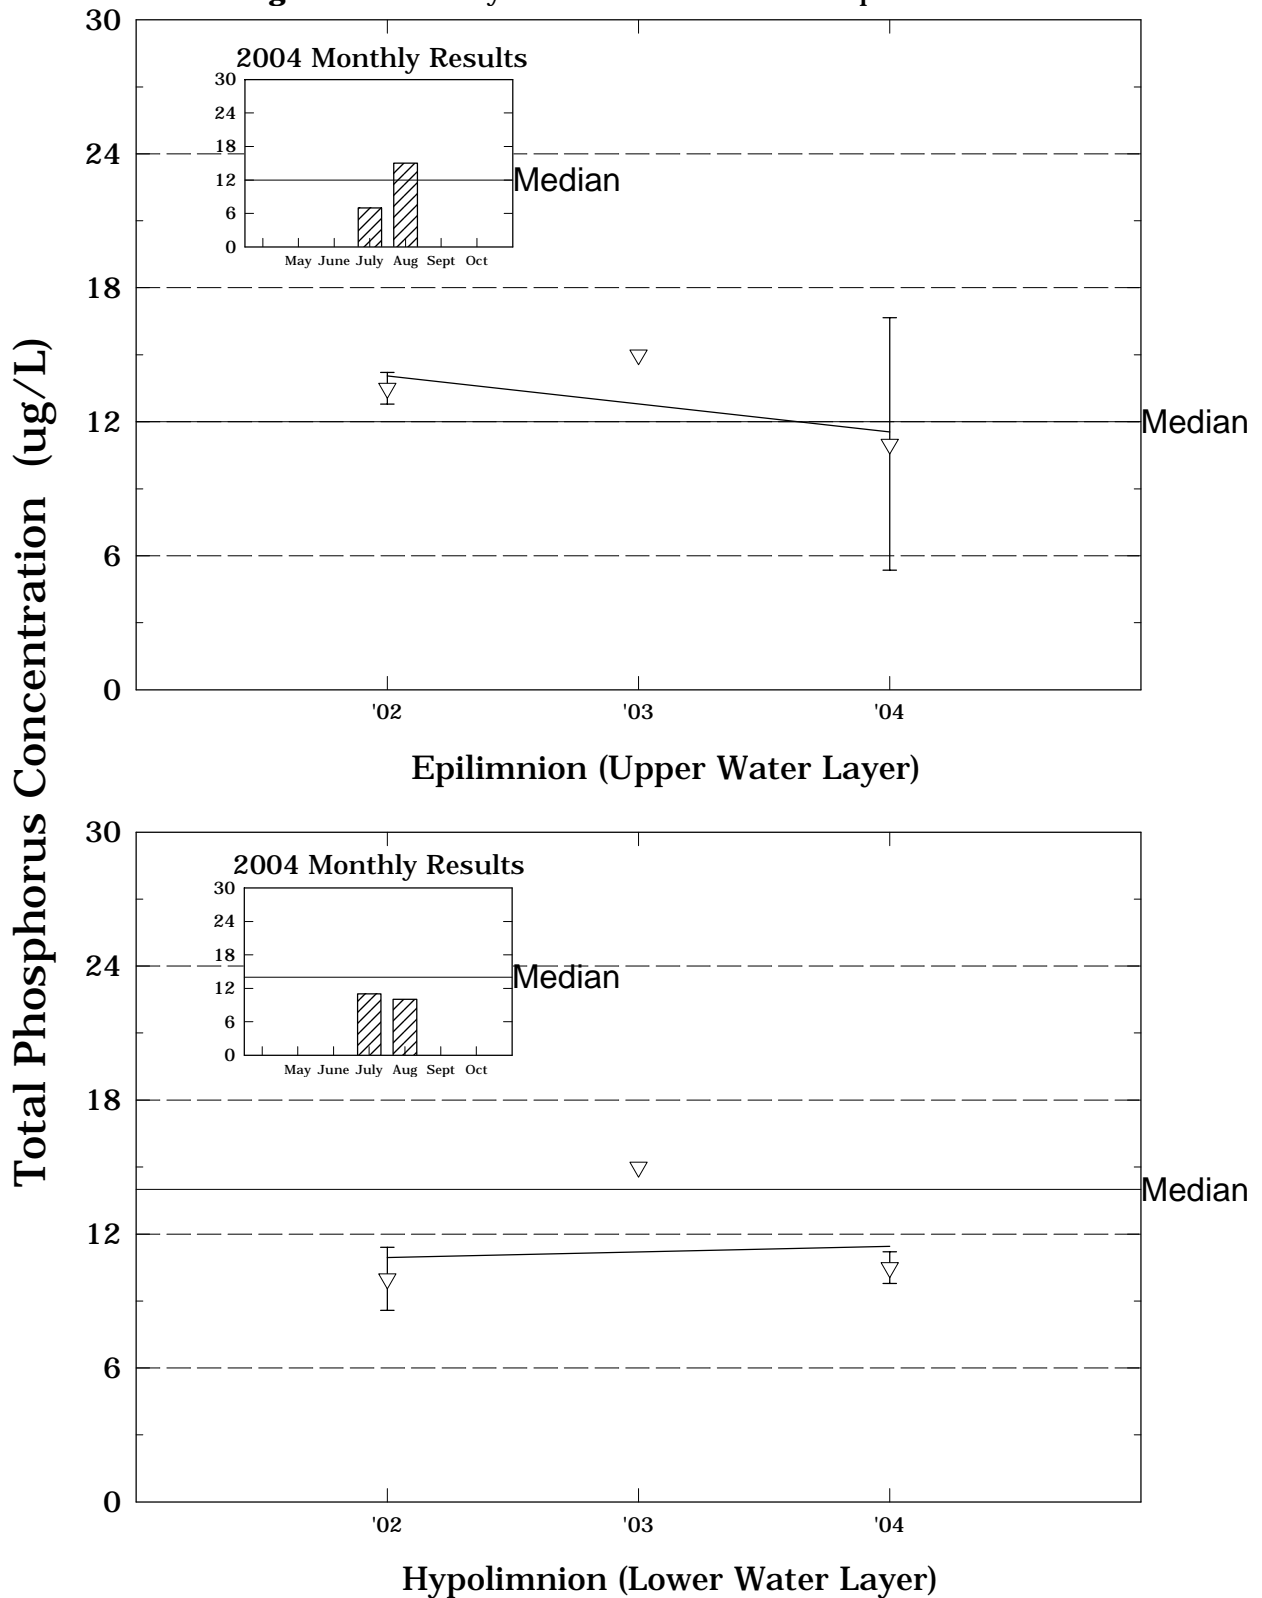 Total Phosphorus Concentration (ug/L)
30
24
18
12
6
0
2004 Monthly Results
30
24
18
12
6
0
Median
May June July Aug Sept Oct
Median
'02 '03 '04
Epilimnion (Upper Water Layer)
30
24
18
12
6
0
2004 Monthly Results
30
24
18
12
6
0
Median
May June July Aug Sept Oct
Median
'02 '03 '04
Hypolimnion (Lower Water Layer)